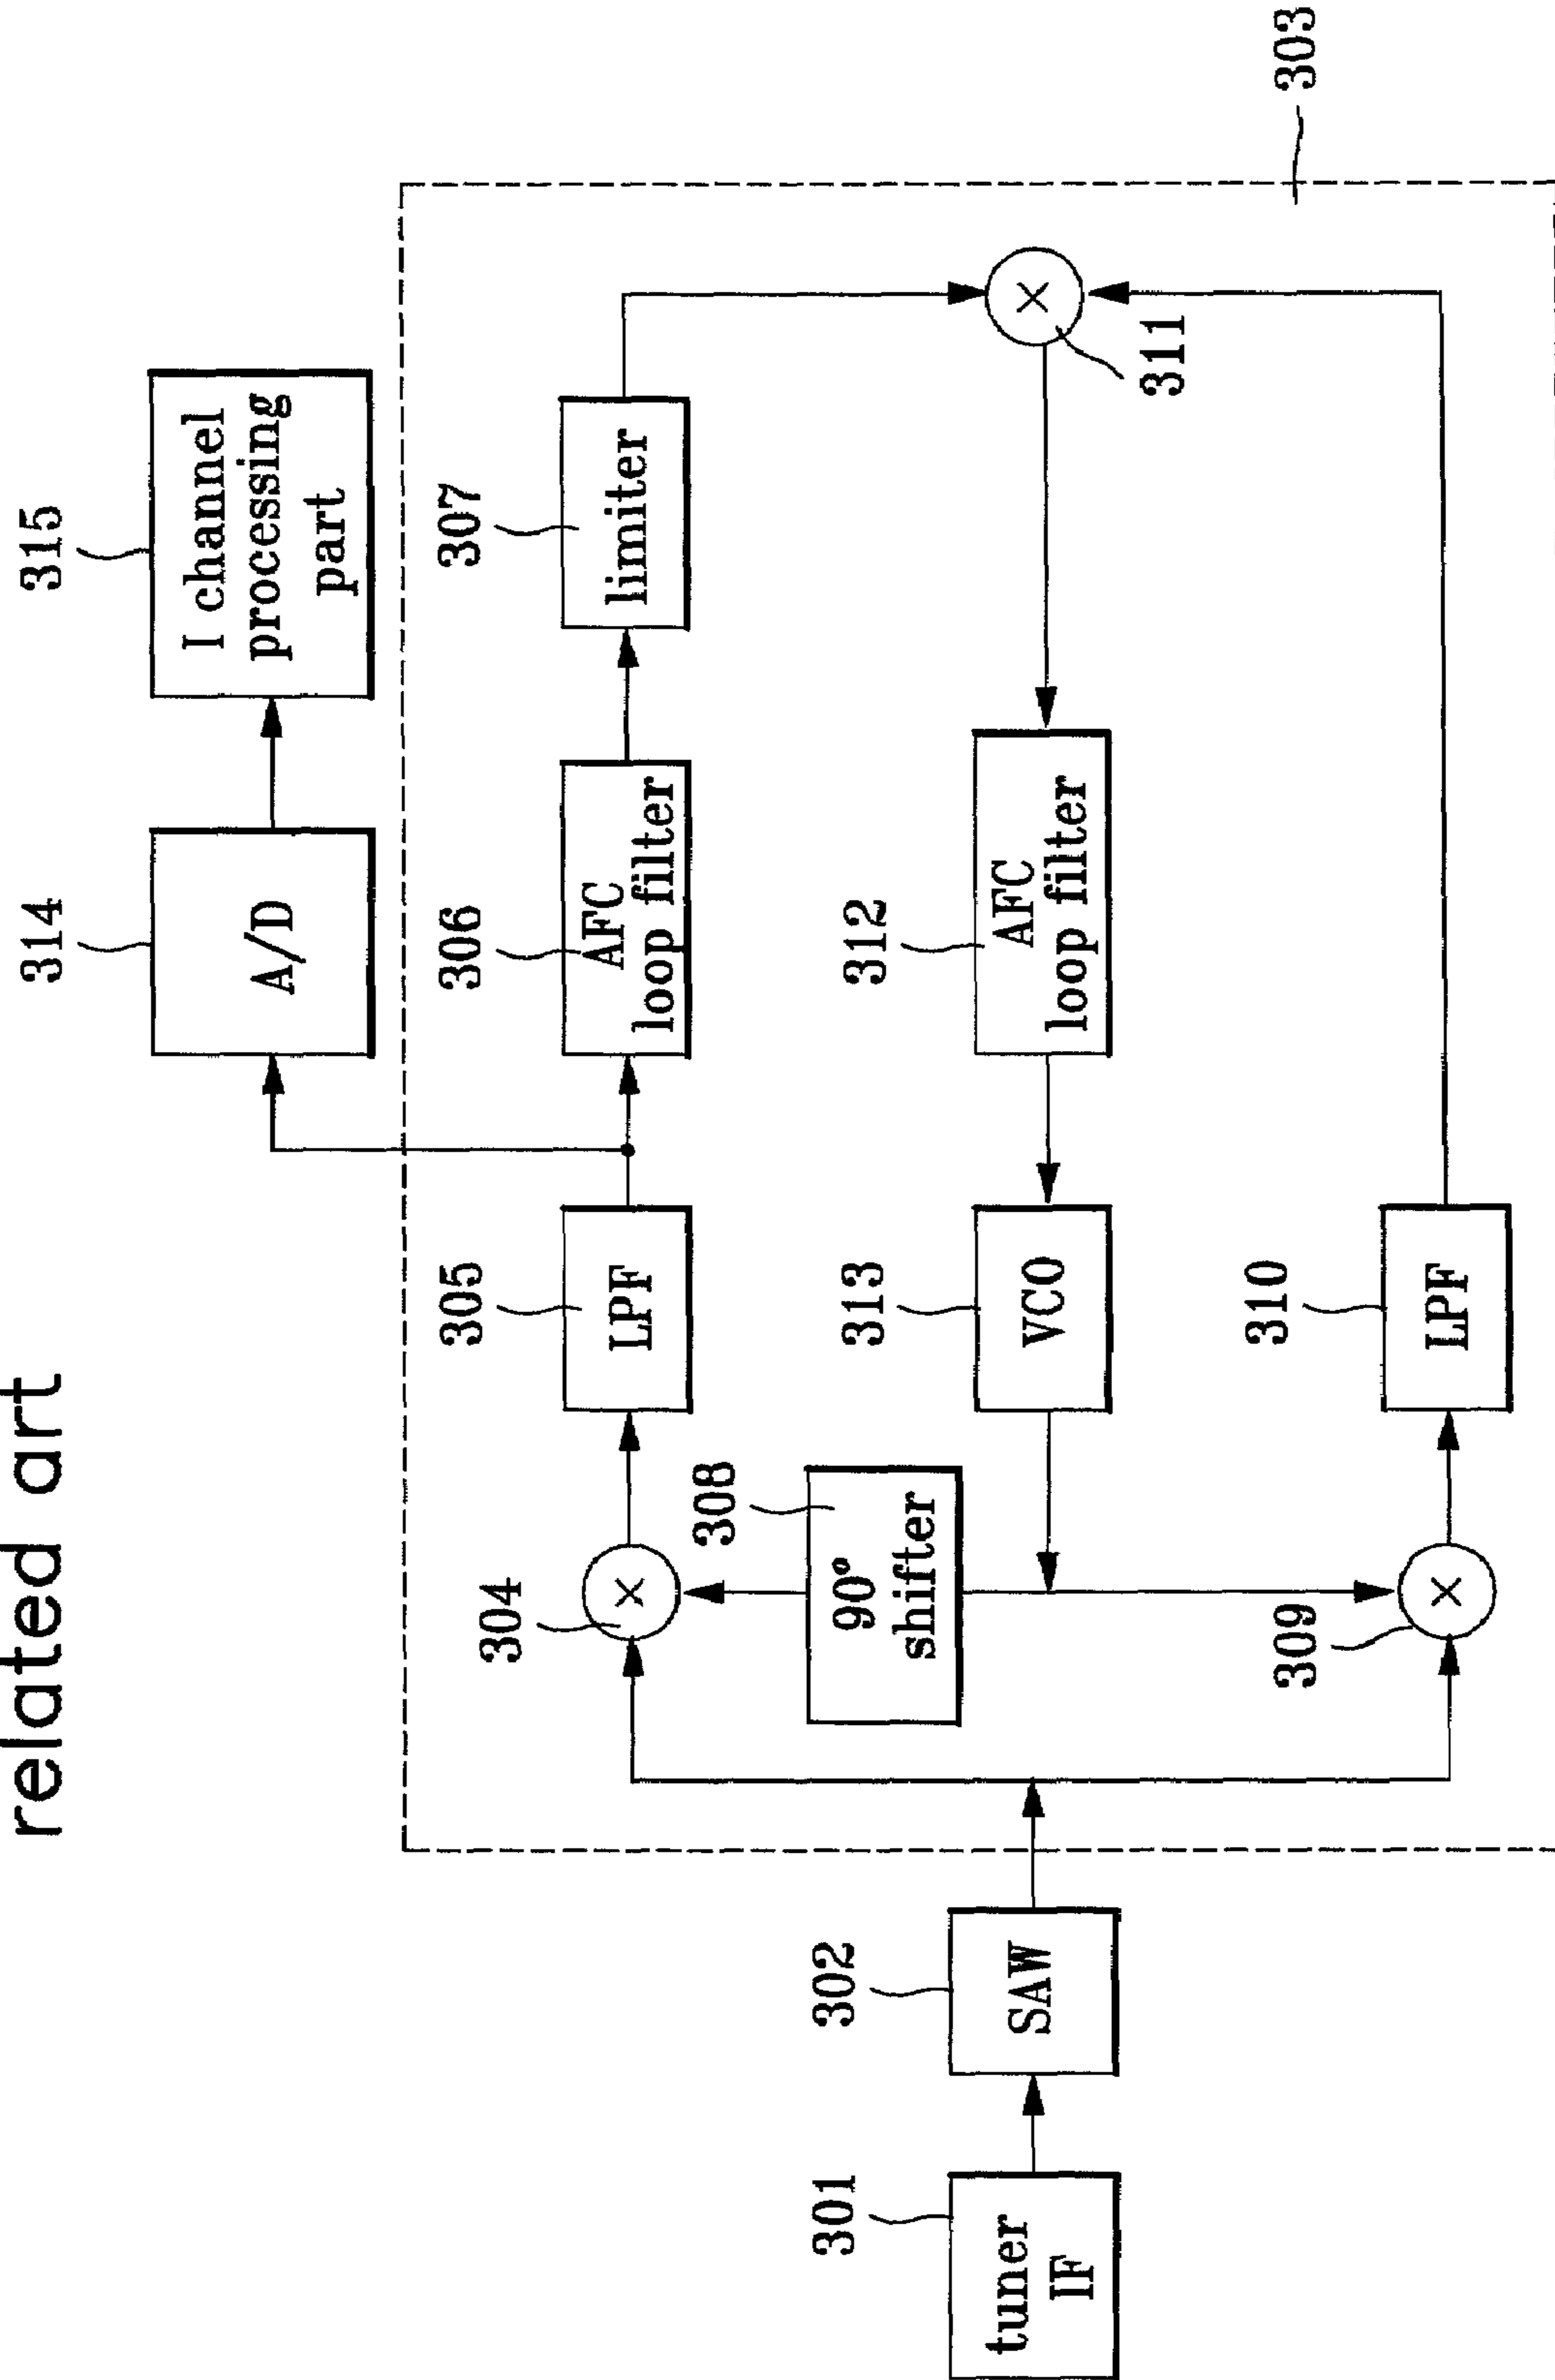 related art
314
A/D
315
I channel
processing
part
304
×
305
LPF
306
AFC
loop filter
307
limiter
308
90°
shifter
301
tuner
IF
302
SAW
313
VCO
312
AFC
loop filter
×
311
303
309
×
310
LPF